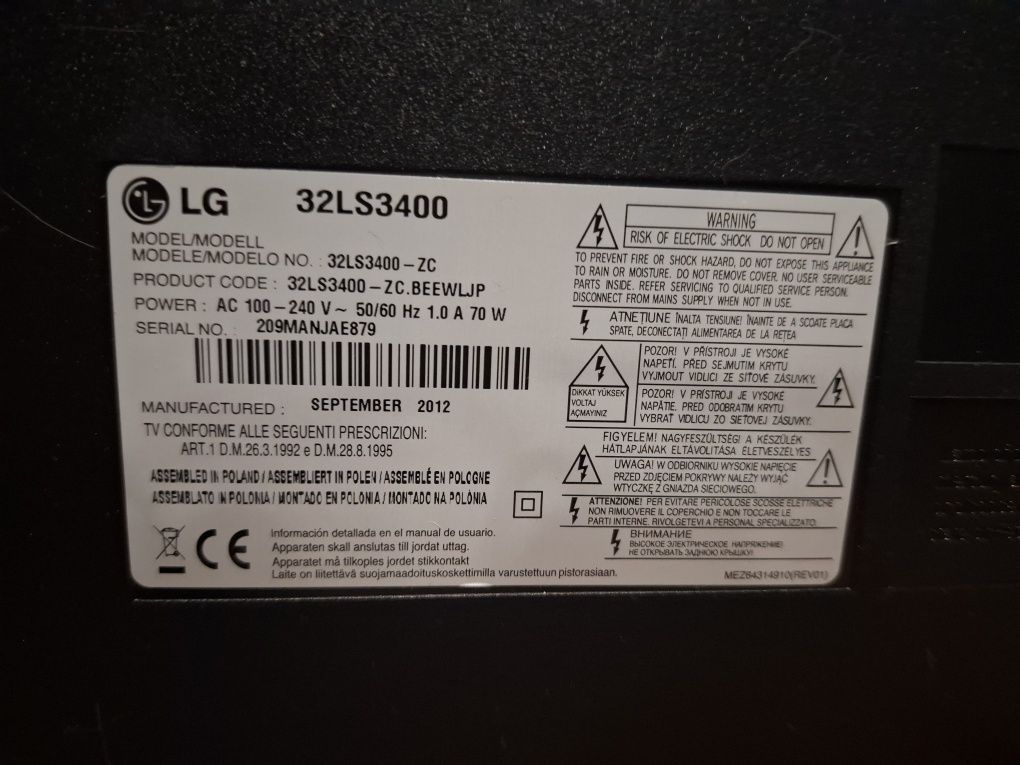 LG 32LS3400
MODEL/MODELL
MODELE/MODELO NO. : 32LS3400-ZC
PRODUCT CODE : 32LS3400-ZC.BEEWLJP
POWER : AC 100-240 V~ 50/60 Hz 1.0 A 70 W
SERIAL NO. : 209MANJAE879
MANUFACTURED : SEPTEMBER 2012
TV CONFORME ALLE SEGUENTI PRESCRIZIONI:
ART.1 D.M.26.3.1992 e D.M.28.8.1995
ASSEMBLED IN POLAND / ASSEMBLIERT IN POLEN / ASSEMBLÉ EN POLOGNE
ASSEMBLATO IN POLONIA / MONTADO EN POLONIA / MONTADO NA POLÔNIA
CE
Información detallada en el manual de usuario.
Apparaten skall anslutas till jordat uttag.
Apparatet må tilkoples jordet stikkontakt
Laite on liitettävä suojamaadoituskoskettimilla varustettuun pistorasiaan.
WARNING
RISK OF ELECTRIC SHOCK DO NOT OPEN
TO PREVENT FIRE OR SHOCK HAZARD, DO NOT EXPOSE THIS APPLIANCE
TO RAIN OR MOISTURE. DO NOT REMOVE COVER. NO USER SERVICEABLE
PARTS INSIDE. REFER SERVICING TO QUALIFIED SERVICE PERSON.
DISCONNECT FROM MAINS SUPPLY WHEN NOT IN USE.
ATNEŢIUNE ÎNALTA TENSIUNE! ÎNAINTE DE A SCOATE PLACA
SPATE, DECONECTAŢI ALIMENTAREA DE LA REŢEA
DİKKAT YÜKSEK
VOLTAJ
AÇMAYINIZ
POZOR! V PŘÍSTROJI JE VYSOKÉ
NAPETÍ. PŘED SEJMUTIM KRYTU
VYJMOUT VIDLICI ZE SÍŤOVÉ ZÁSUVKY.
POZOR! V PRÍSTROJI JE VYSOKÉ
NAPÄTIE. PRED ODOBRATIM KRYTU
VYBRAŤ VIDLICU ZO SIEŤOVEJ ZÁSUVKY.
FIGYELEM! NAGYFESZÜLTSÉG! A KÉSZÜLÉK
HÁTLAPJÁNAK ELTÁVOLÍTÁSA ÉLETVESZÉLYES
UWAGA! W ODBIORNIKU WYSOKIE NAPIĘCIE
PRZED ZDJĘCIEM POKRYWY NALEŻY WYJĄĆ
WTYCZKĘ Z GNIAZDA SIECIOWEGO.
ATTENZIONE! PER EVITARE PERICOLOSE SCOSSE ELETTRICHE
NON RIMUOVERE IL COPERCHIO E NON TOCCARE LE
PARTI INTERNE. RIVOLGETEVI A PERSONAL SPECIALIZZATO.
ВНИМАНИЕ
ВЫСОКОЕ ЭЛЕКТРИЧЕСКОЕ НАПРЯЖЕНИЕ!
НЕ ОТКРЫВАТЬ ЗАДНЮЮ КРЫШКУ!
MEZ64314910(REV01)